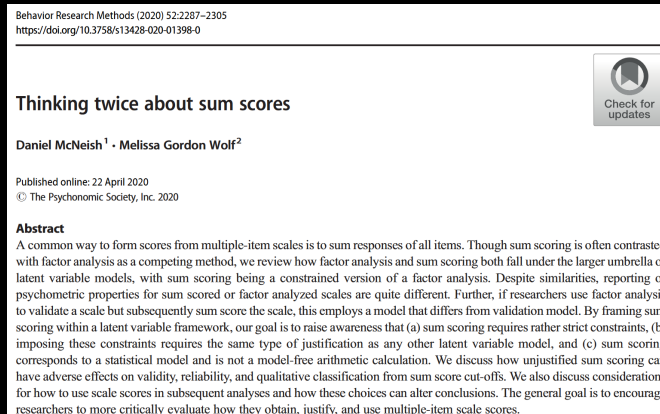 Behavior Research Methods (2020) 52:2287–2305
https://doi.org/10.3758/s13428-020-01398-0
Check for
updates
Thinking twice about sum scores
Daniel McNeish1 · Melissa Gordon Wolf2
Published online: 22 April 2020
© The Psychonomic Society, Inc. 2020
Abstract
A common way to form scores from multiple-item scales is to sum responses of all items. Though sum scoring is often contraste
with factor analysis as a competing method, we review how factor analysis and sum scoring both fall under the larger umbrella o
latent variable models, with sum scoring being a constrained version of a factor analysis. Despite similarities, reporting o
psychometric properties for sum scored or factor analyzed scales are quite different. Further, if researchers use factor analysi
to validate a scale but subsequently sum score the scale, this employs a model that differs from validation model. By framing sum
scoring within a latent variable framework, our goal is to raise awareness that (a) sum scoring requires rather strict constraints, (b
imposing these constraints requires the same type of justification as any other latent variable model, and (c) sum scorin
corresponds to a statistical model and is not a model-free arithmetic calculation. We discuss how unjustified sum scoring ca
have adverse effects on validity, reliability, and qualitative classification from sum score cut-offs. We also discuss consideration
for how to use scale scores in subsequent analyses and how these choices can alter conclusions. The general goal is to encourag
researchers to more critically evaluate how they obtain, justify, and use multiple-item scale scores.